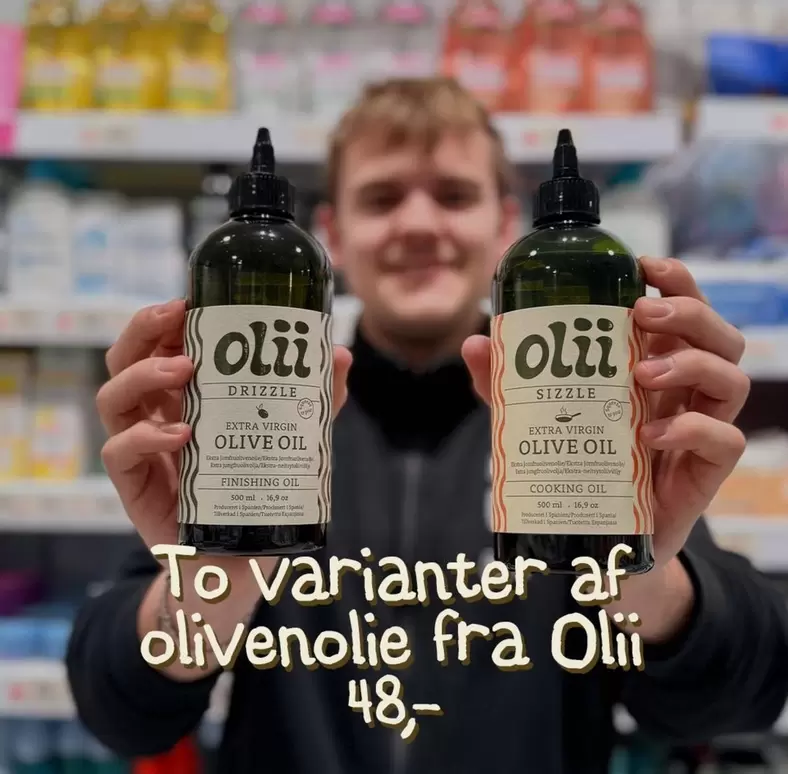 olii
DRIZZLE
EXTRA VIRGIN
OLIVE OIL
FINISHING OIL
500 ml . 16,9 oz
olii
SIZZLE
EXTRA VIRGIN
OLIVE OIL
COOKING OIL
500 ml . 16,9 oz
To varianter af
olivenolie fra Olii
48,-